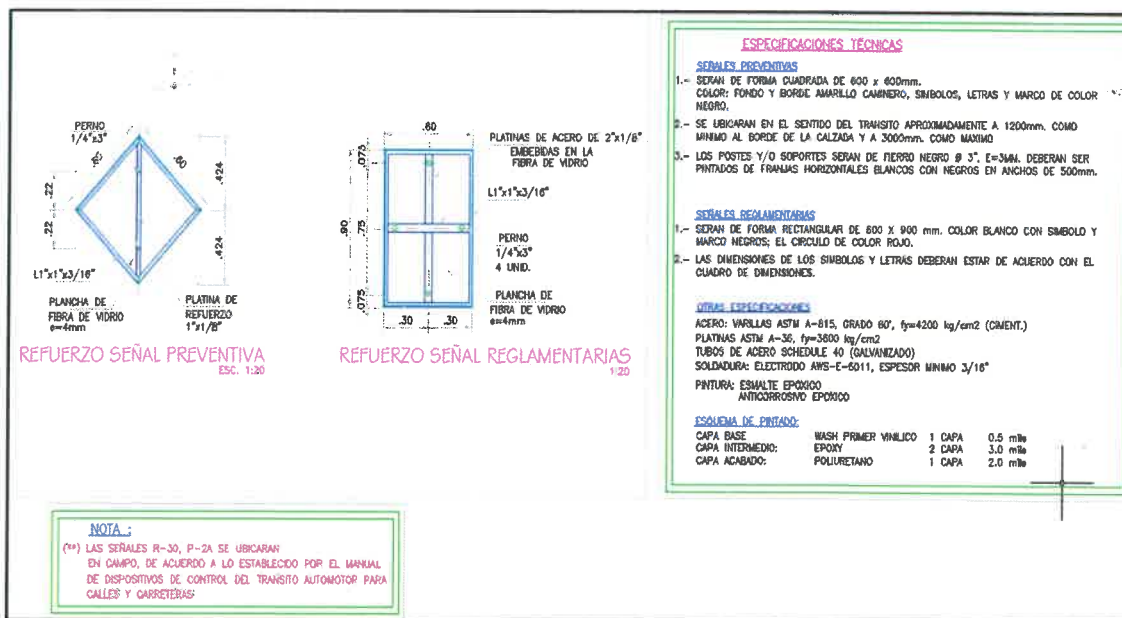 PERNO
1/4"x3"
.60
.60
.22
.22
.424
.424
L1"x1"x3/16"
PLANCHA DE
FIBRA DE VIDRIO
e=4mm
PLATINA DE
REFUERZO
1"x1/8"
REFUERZO SEÑAL PREVENTIVA
ESC. 1:20
.60
.075
.75
.90
.075
.30
.30
PLATINAS DE ACERO DE 2"x1/8"
EMBEBIDAS EN LA
FIBRA DE VIDRIO
L1"x1"x3/16"
PERNO
1/4"x3"
4 UNID.
PLANCHA DE
FIBRA DE VIDRIO
e=4mm
REFUERZO SEÑAL REGLAMENTARIAS
1:20
ESPECIFICACIONES TÉCNICAS
SEÑALES PREVENTIVAS
1.- SERAN DE FORMA CUADRADA DE 600 x 600mm.
COLOR: FONDO Y BORDE AMARILLO CAMINERO, SIMBOLOS, LETRAS Y MARCO DE COLOR
NEGRO.
2.- SE UBICARAN EN EL SENTIDO DEL TRANSITO APROXIMADAMENTE A 1200mm. COMO
MINIMO AL BORDE DE LA CALZADA Y A 3000mm. COMO MAXIMO
3.- LOS POSTES Y/O SOPORTES SERAN DE FIERRO NEGRO Ø 3", E=3MM. DEBERAN SER
PINTADOS DE FRANJAS HORIZONTALES BLANCOS CON NEGROS EN ANCHOS DE 500mm.
SEÑALES REGLAMENTARIAS
1.- SERAN DE FORMA RECTANGULAR DE 600 X 900 mm. COLOR BLANCO CON SIMBOLO Y
MARCO NEGROS; EL CIRCULO DE COLOR ROJO.
2.- LAS DIMENSIONES DE LOS SIMBOLOS Y LETRAS DEBERAN ESTAR DE ACUERDO CON EL
CUADRO DE DIMENSIONES.
OTRAS ESPECIFICACIONES
ACERO: VARILLAS ASTM A-615, GRADO 60', fy=4200 kg/cm2 (CIMENT.)
PLATINAS ASTM A-36, fy=3600 kg/cm2
TUBOS DE ACERO SCHEDULE 40 (GALVANIZADO)
SOLDADURA: ELECTRODO AWS-E-6011, ESPESOR MINIMO 3/16"
PINTURA: ESMALTE EPOXICO
ANTICORROSIVO EPOXICO
ESQUEMA DE PINTADO:
CAPA BASE WASH PRIMER VINILICO 1 CAPA 0.5 mils
CAPA INTERMEDIO: EPOXY 2 CAPA 3.0 mils
CAPA ACABADO: POLIURETANO 1 CAPA 2.0 mils
NOTA :
(**) LAS SEÑALES R-30, P-2A SE UBICARAN
EN CAMPO, DE ACUERDO A LO ESTABLECIDO POR EL MANUAL
DE DISPOSITIVOS DE CONTROL DEL TRANSITO AUTOMOTOR PARA
CALLES Y CARRETERAS